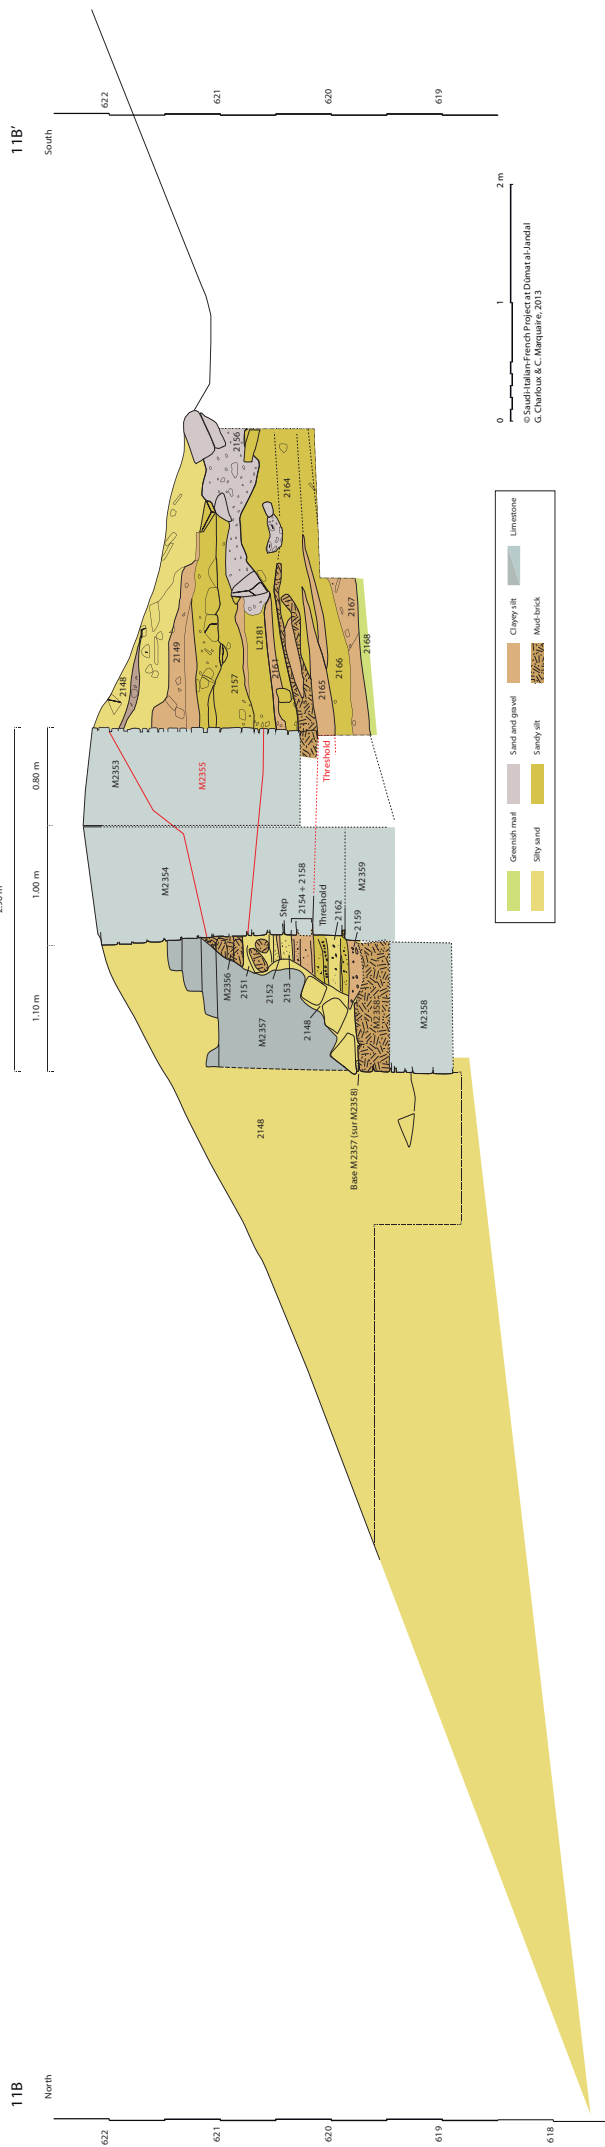 11B
North
11B'
South
622
621
620
619
618
622
621
620
619
1.10 m
1.00 m
0.80 m
2148
M2357
M2356
2151
2152
2153
2148
Base M2357 (sur M2358)
M2358
M2358
M2354
Step
2154 + 2158
Threshold
2162
2159
M2359
M2353
M2355
Threshold
2148
2149
2157
L2181
2161
2165
2166
2167
2168
2156
2164
Greenish marl
Sand and gravel
Clayey silt
Limestone
Silty sand
Sandy silt
Mud-brick
0
1
2 m
© Saudi-Italian-French Project at Dûmat al-Jandal
G. Charloux & C. Marquaire, 2013